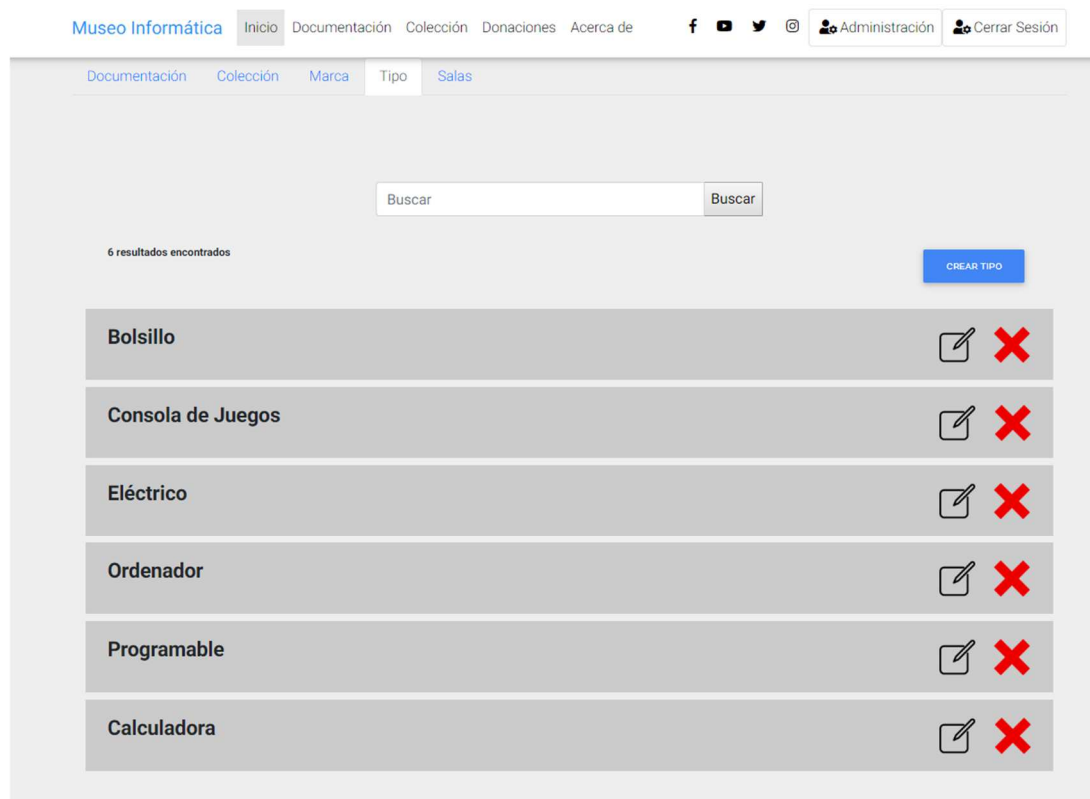 Museo Informática Inicio Documentación Colección Donaciones Acerca de Administración Cerrar Sesión
Documentación Colección Marca Tipo Salas
Buscar Buscar
6 resultados encontrados
CREAR TIPO
Bolsillo
Consola de Juegos
Eléctrico
Ordenador
Programable
Calculadora